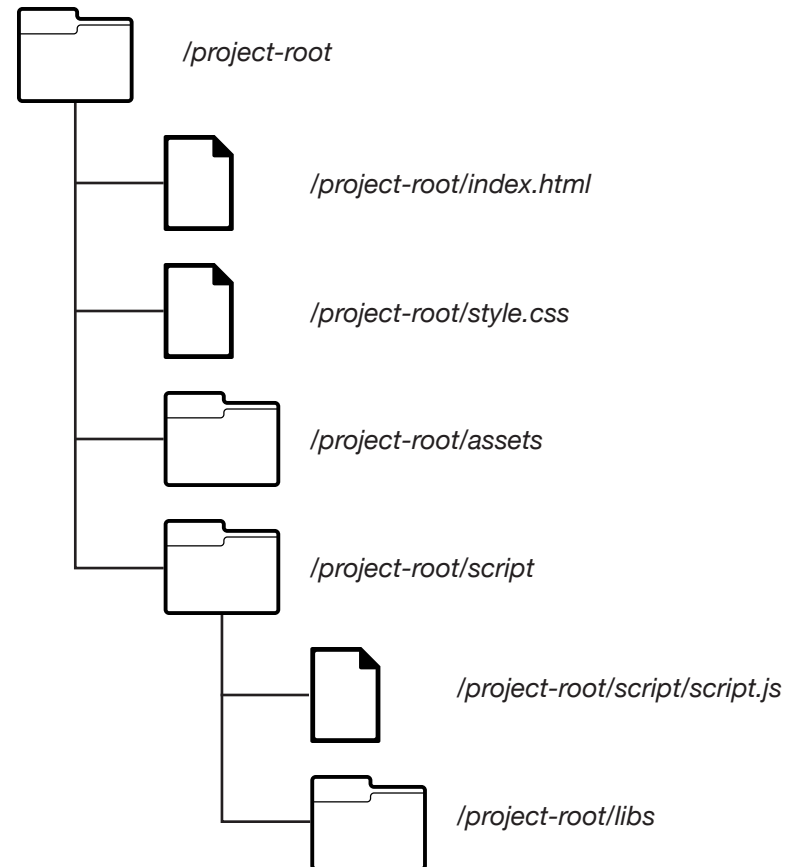 /project-root
/project-root/index.html
/project-root/style.css
/project-root/assets
/project-root/script
/project-root/script/script.js
/project-root/libs